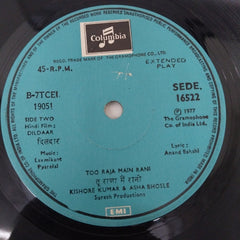 Columbia
REGD. TRADE MARK OF THE GRAMOPHONE CO., LTD.
45-R.P.M.
EXTENDED
PLAY
B-7TCEI.
19051
SEDE.
16522
SIDE TWO
Hindi Film:
DILDAAR
दिलदार
Music:
Laxmikant
Pyarelal
℗ 1977
The Gramophone
Co. of India Ltd.
Lyric:
Anand Bakshi
TOO RAJA MAIN RANI
तू राजा मैं रानी
KISHORE KUMAR & ASHA BHOSLE
Suresh Productions
EMI